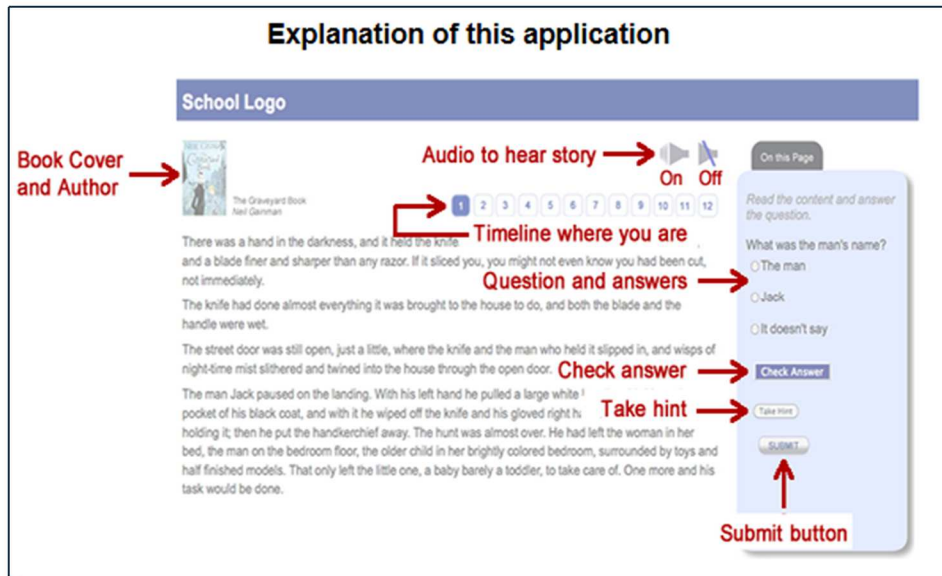 Explanation of this application
School Logo
Book Cover
and Author
Audio to hear story
On Off
On this Page
The Graveyard Book
Neil Gainman
1 2 3 4 5 6 7 8 9 10 11 12
Timeline where you are
Read the content and answer
the question.
What was the man's name?
The man
Jack
It doesn't say
Question and answers
Check answer
Check Answer
Take hint
Take Hint
SUBMIT
Submit button
There was a hand in the darkness, and it held the knife.
and a blade finer and sharper than any razor. If it sliced you, you might not even know you had been cut,
not immediately.
The knife had done almost everything it was brought to the house to do, and both the blade and the
handle were wet.
The street door was still open, just a little, where the knife and the man who held it slipped in, and wisps of
night-time mist slithered and twined into the house through the open door.
The man Jack paused on the landing. With his left hand he pulled a large white
pocket of his black coat, and with it he wiped off the knife and his gloved right
holding it; then he put the handkerchief away. The hunt was almost over. He had left the woman in her
bed, the man on the bedroom floor, the older child in her brightly colored bedroom, surrounded by toys and
half finished models. That only left the little one, a baby barely a toddler, to take care of. One more and his
task would be done.